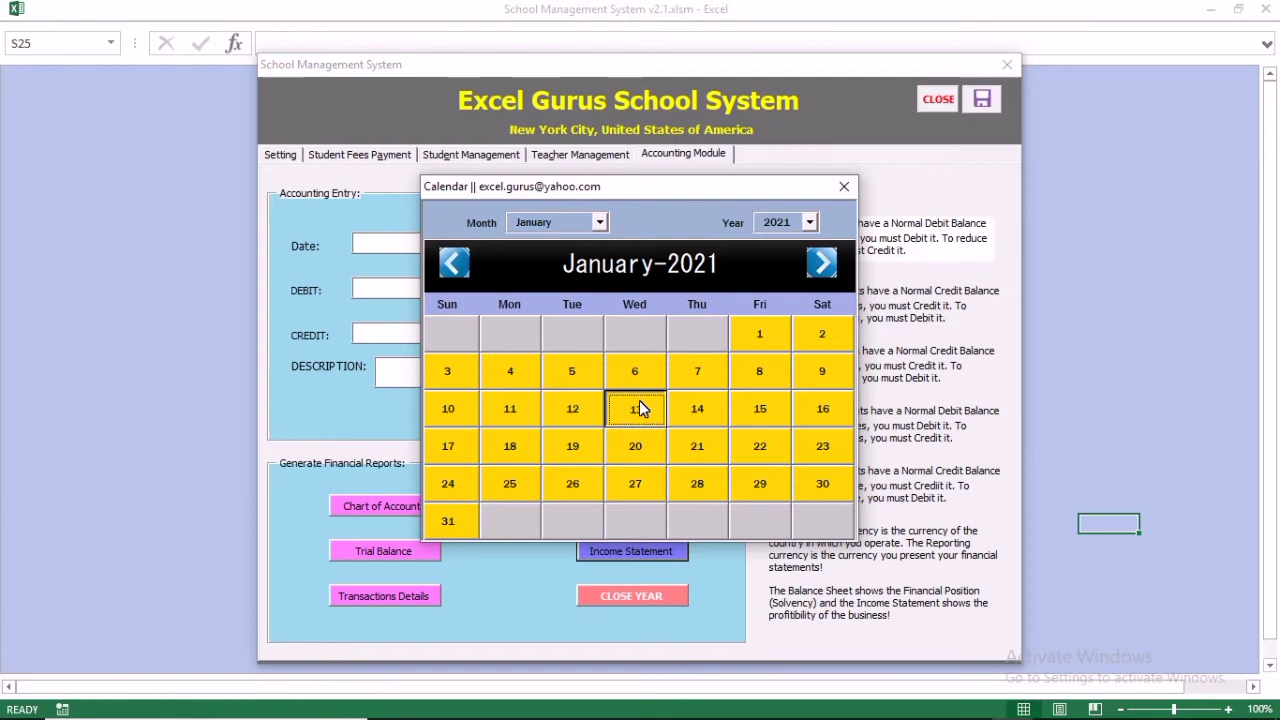 School Management System v2.1.xlsm - Excel
S25
fx
School Management System
Excel Gurus School System
CLOSE
New York City, United States of America
Setting
Student Fees Payment
Student Management
Teacher Management
Accounting Module
Accounting Entry:
Date:
DEBIT:
CREDIT:
DESCRIPTION:
Calendar || excel.gurus@yahoo.com
Month January
Year 2021
January-2021
Sun Mon Tue Wed Thu Fri Sat
1 2
3 4 5 6 7 8 9
10 11 12 13 14 15 16
17 18 19 20 21 22 23
24 25 26 27 28 29 30
31
have a Normal Debit Balance
you must Debit it. To reduce
st Credit it.
s have a Normal Credit Balance
s, you must Credit it. To
ust Debit it.
have a Normal Credit Balance
, you must Credit it. To
ust Debit it.
ts have a Normal Credit Balance
s, you must Credit it. To
ust Debit it.
ts have a Normal Credit Balance
s, you must Crediit it. To
ust Debit it.
ency is the currency of the
country in which you operate. The Reporting
currency is the currency you present your financial
statements!
The Balance Sheet shows the Financial Position
(Solvency) and the Income Statement shows the
profitibility of the business!
Generate Financial Reports:
Chart of Account
Trial Balance
Income Statement
Transactions Details
CLOSE YEAR
Activate Windows
Go to Settings to activate Windows.
READY
100%